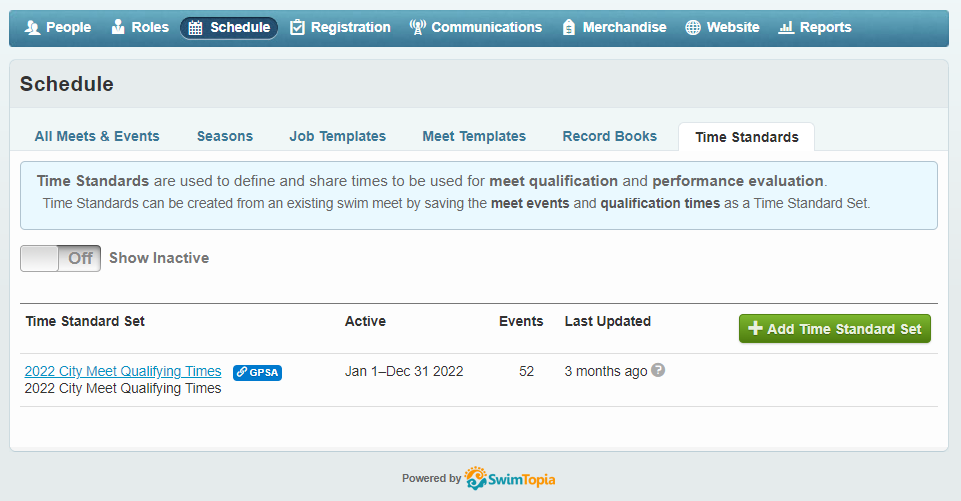 People Roles Schedule Registration Communications Merchandise Website Reports
Schedule
All Meets & Events Seasons Job Templates Meet Templates Record Books Time Standards
Time Standards are used to define and share times to be used for meet qualification and performance evaluation.
Time Standards can be created from an existing swim meet by saving the meet events and qualification times as a Time Standard Set.
Off Show Inactive
Time Standard Set Active Events Last Updated + Add Time Standard Set
2022 City Meet Qualifying Times GPSA Jan 1–Dec 31 2022 52 3 months ago ?
2022 City Meet Qualifying Times
Powered by SwimTopia